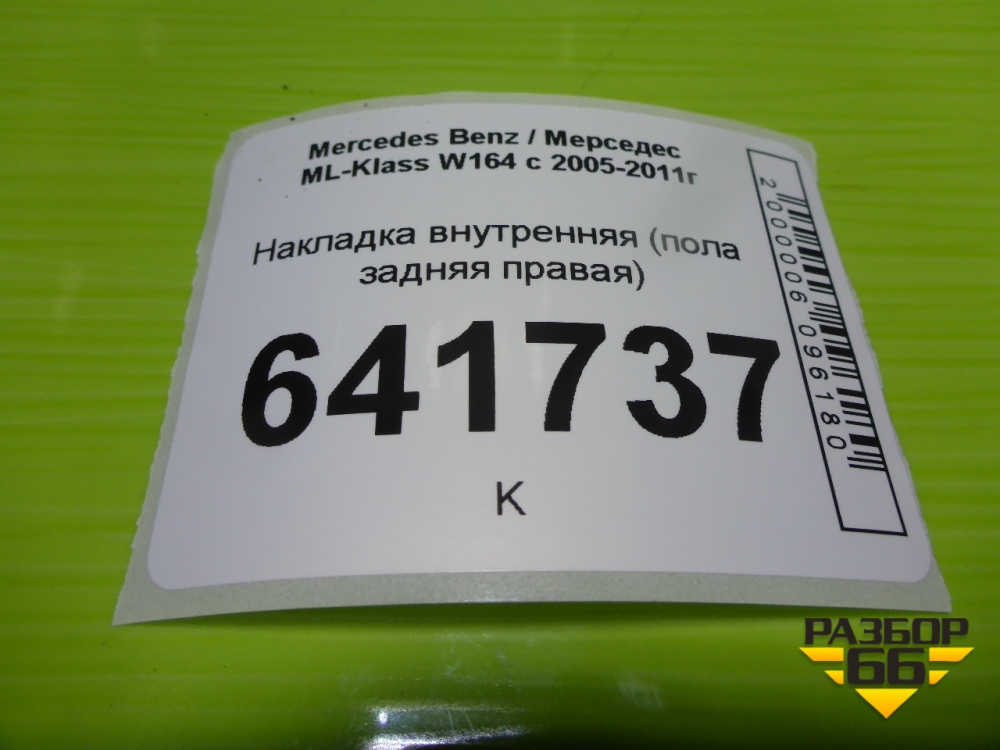 Mercedes Benz / Мерседес
ML-Klass W164 с 2005-2011г
Накладка внутренняя (пола
задняя правая)
641737
К
2000006096180
РАЗБОР
66